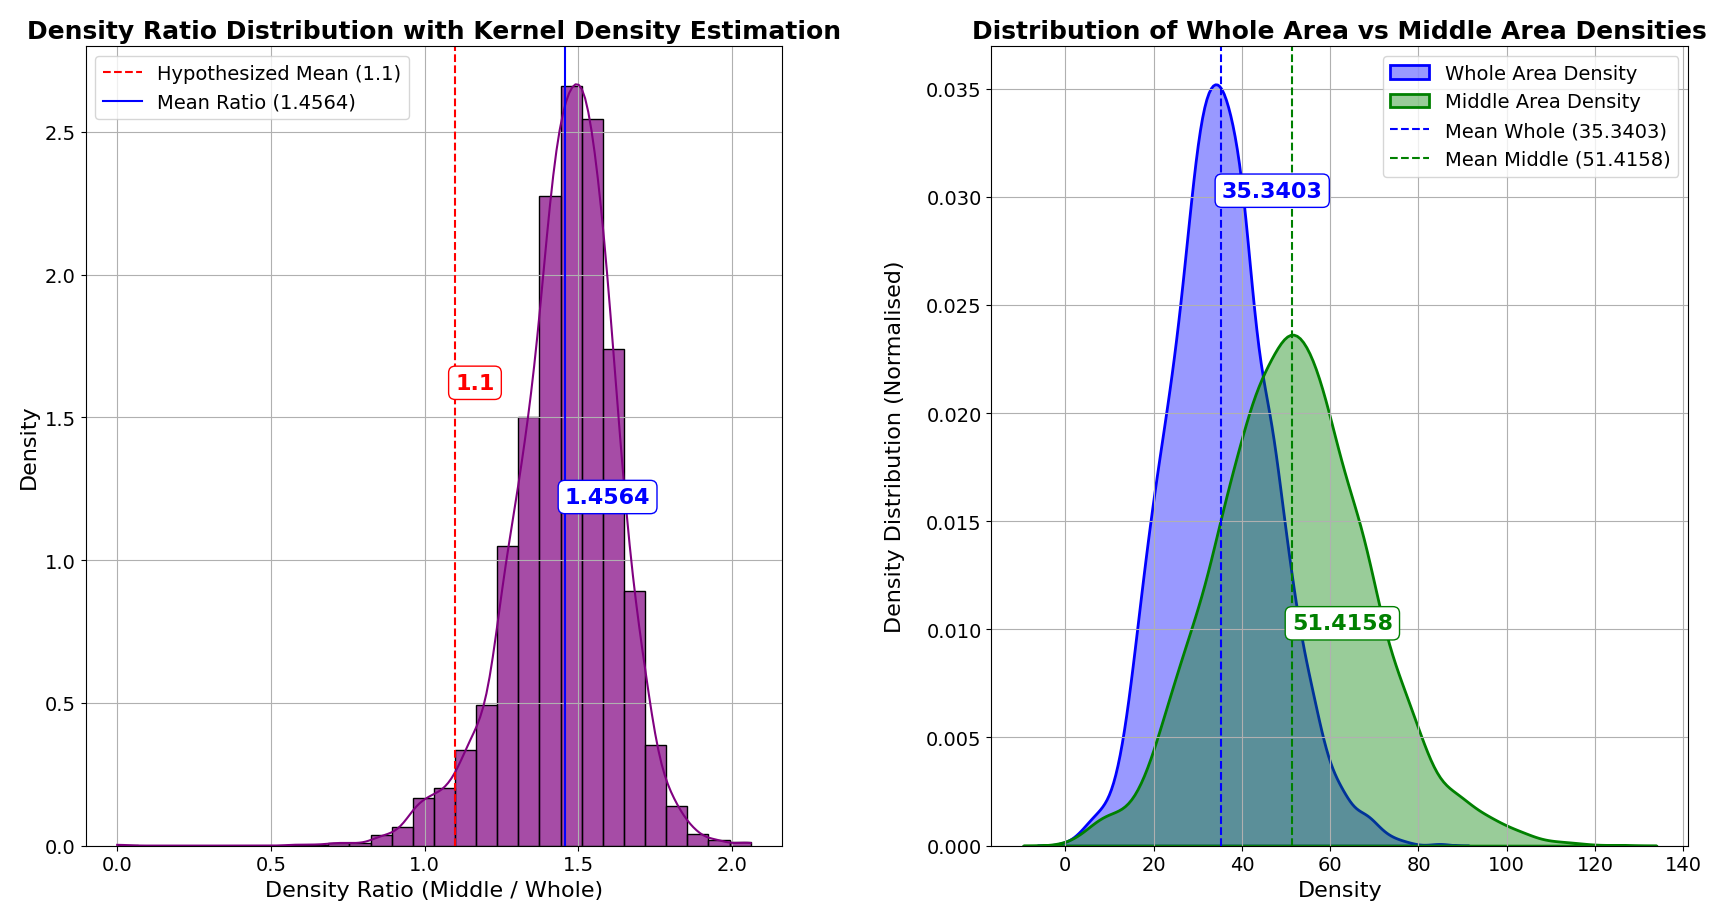 Density Ratio Distribution with Kernel Density Estimation
Hypothesized Mean (1.1)
Mean Ratio (1.4564)
2.5
2.0
1.5
1.0
0.5
0.0
Density
1.1
1.4564
0.0
0.5
1.0
1.5
2.0
Density Ratio (Middle / Whole)
Distribution of Whole Area vs Middle Area Densities
Whole Area Density
Middle Area Density
Mean Whole (35.3403)
Mean Middle (51.4158)
0.035
0.030
0.025
0.020
0.015
0.010
0.005
0.000
Density Distribution (Normalised)
35.3403
51.4158
0
20
40
60
80
100
120
140
Density